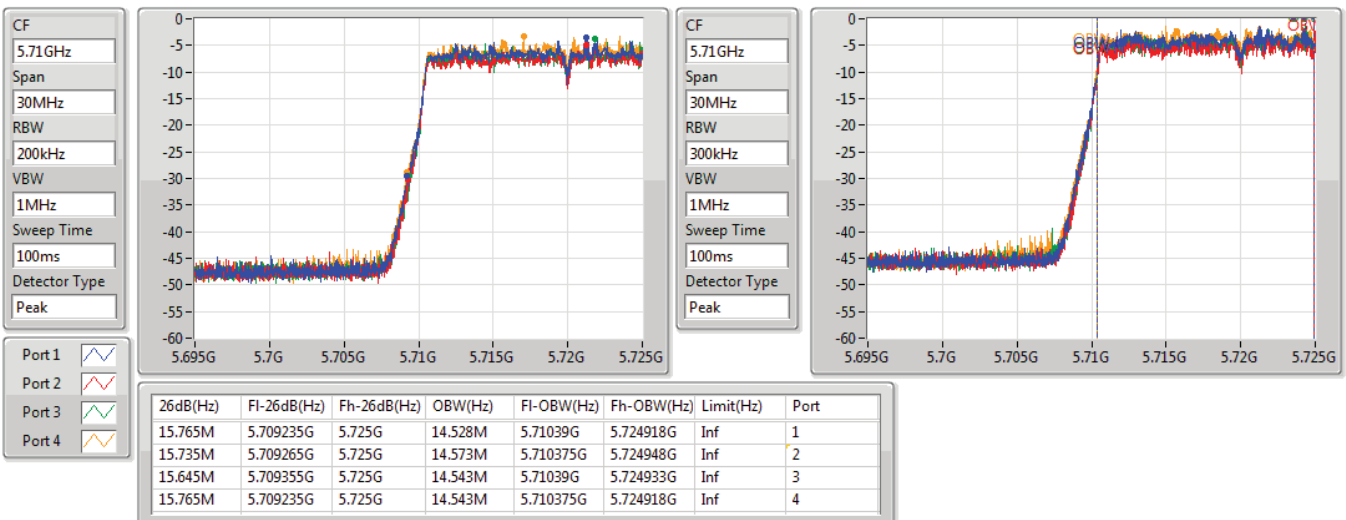 CF
5.71GHz
Span
30MHz
RBW
200kHz
VBW
1MHz
Sweep Time
100ms
Detector Type
Peak
0
-5
-10
-15
-20
-25
-30
-35
-40
-45
-50
-55
-60
5.695G 5.7G 5.705G 5.71G 5.715G 5.72G 5.725G
CF
5.71GHz
Span
30MHz
RBW
300kHz
VBW
1MHz
Sweep Time
100ms
Detector Type
Peak
0
-5
-10
-15
-20
-25
-30
-35
-40
-45
-50
-55
-60
5.695G 5.7G 5.705G 5.71G 5.715G 5.72G 5.725G
Port 1
Port 2
Port 3
Port 4
26dB(Hz) Fl-26dB(Hz) Fh-26dB(Hz) OBW(Hz) Fl-OBW(Hz) Fh-OBW(Hz) Limit(Hz) Port
15.765M 5.709235G 5.725G 14.528M 5.71039G 5.724918G Inf 1
15.735M 5.709265G 5.725G 14.573M 5.710375G 5.724948G Inf 2
15.645M 5.709355G 5.725G 14.543M 5.71039G 5.724933G Inf 3
15.765M 5.709235G 5.725G 14.543M 5.710375G 5.724918G Inf 4